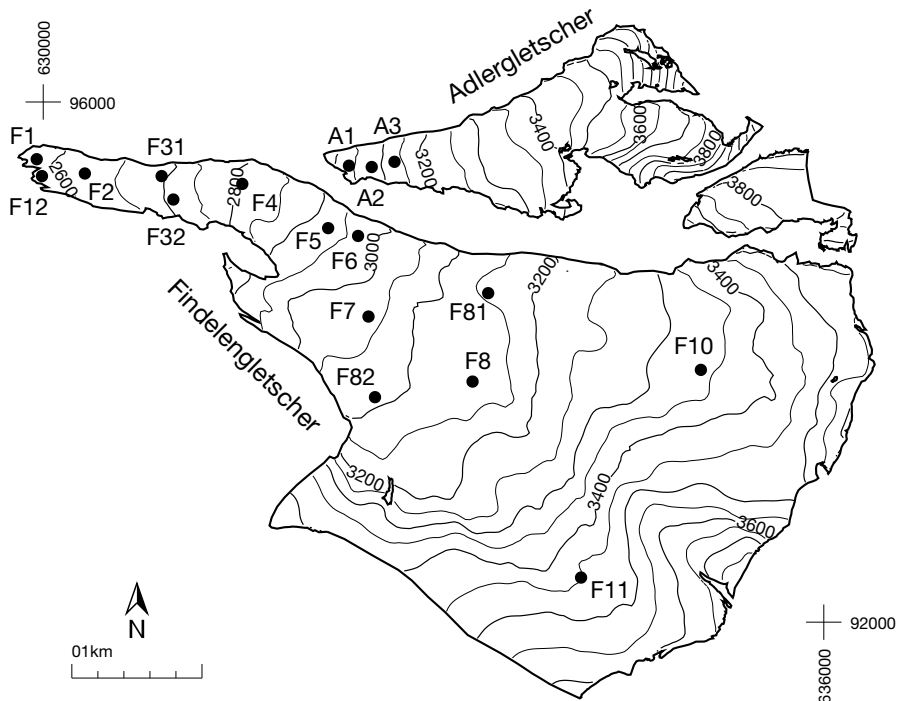 630000
96000
Adlergletscher
F1
F31
A1
A3
3600
3400
3800
2600
F2
3200
2800
F4
A2
F12
3800
F32
F5
F6
3000
3200
3400
F7
F81
F10
Findelengletscher
F82
F8
3200
3400
3600
F11
N
01km
92000
636000